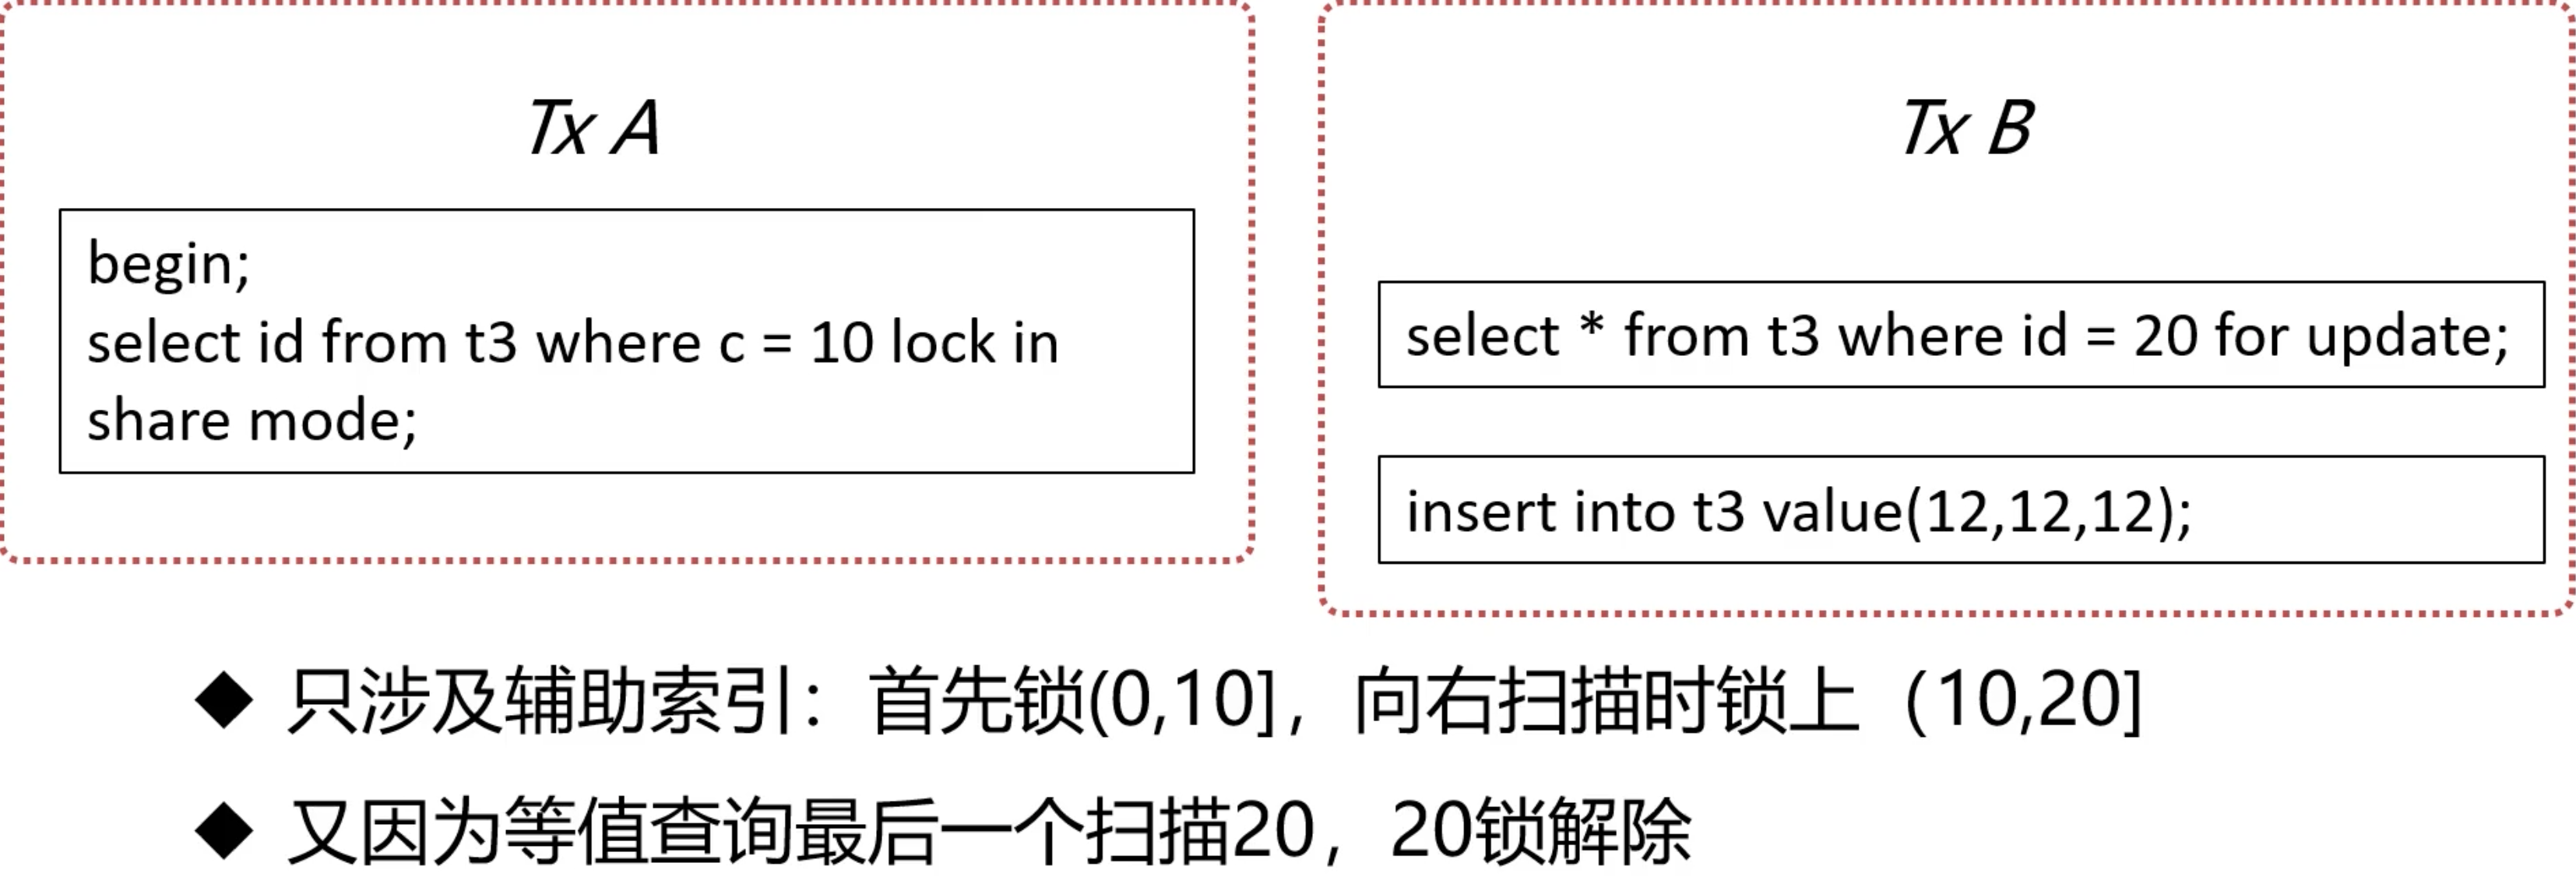 Tx A
begin;
select id from t3 where c = 10 lock in
share mode;
Tx B
select * from t3 where id = 20 for update;
insert into t3 value(12,12,12);
◆ 只涉及辅助索引：首先锁(0,10]，向右扫描时锁上（10,20]
◆ 又因为等值查询最后一个扫描20，20锁解除